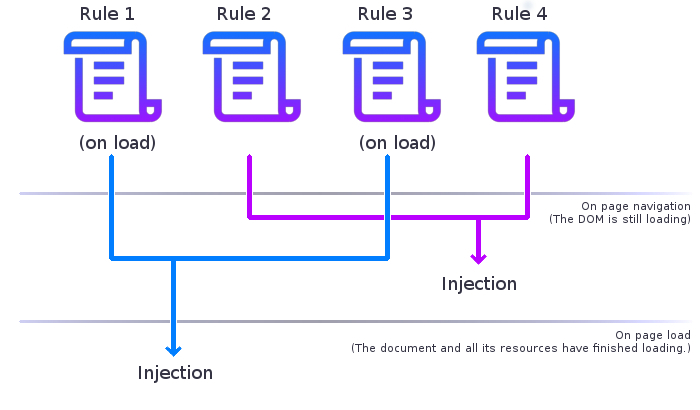 Rule 1
Rule 2
Rule 3
Rule 4
(on load)
(on load)
On page navigation
(The DOM is still loading)
Injection
On page load
(The document and all its resources have finished loading.)
Injection